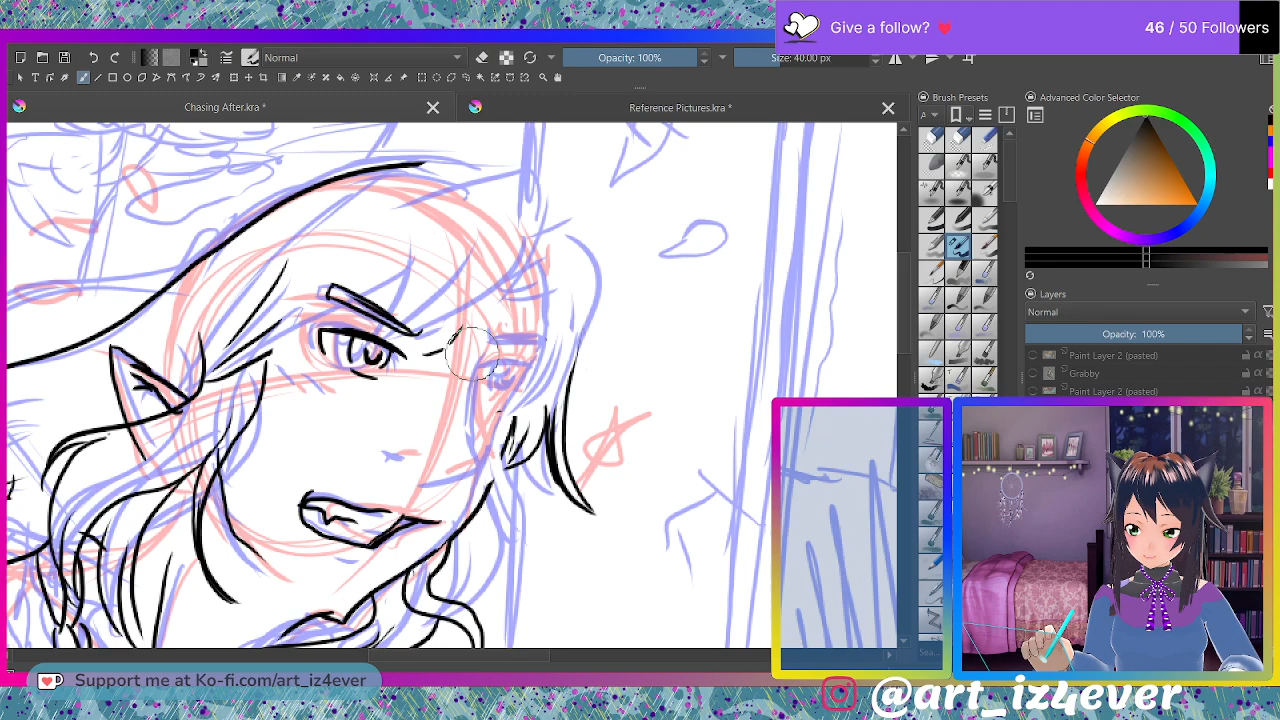 Give a follow?
46 / 50 Followers
Normal
Opacity: 100%
Size: 40.00 px
Chasing After.kra *
Reference Pictures.kra *
Brush Presets
Advanced Color Selector
A
Layers
Normal
Opacity: 100%
Paint Layer 2 (pasted)
Grabby
Paint Layer 2 (pasted)
Sea...
Support me at Ko-fi.com/art_iz4ever
@art_iz4ever